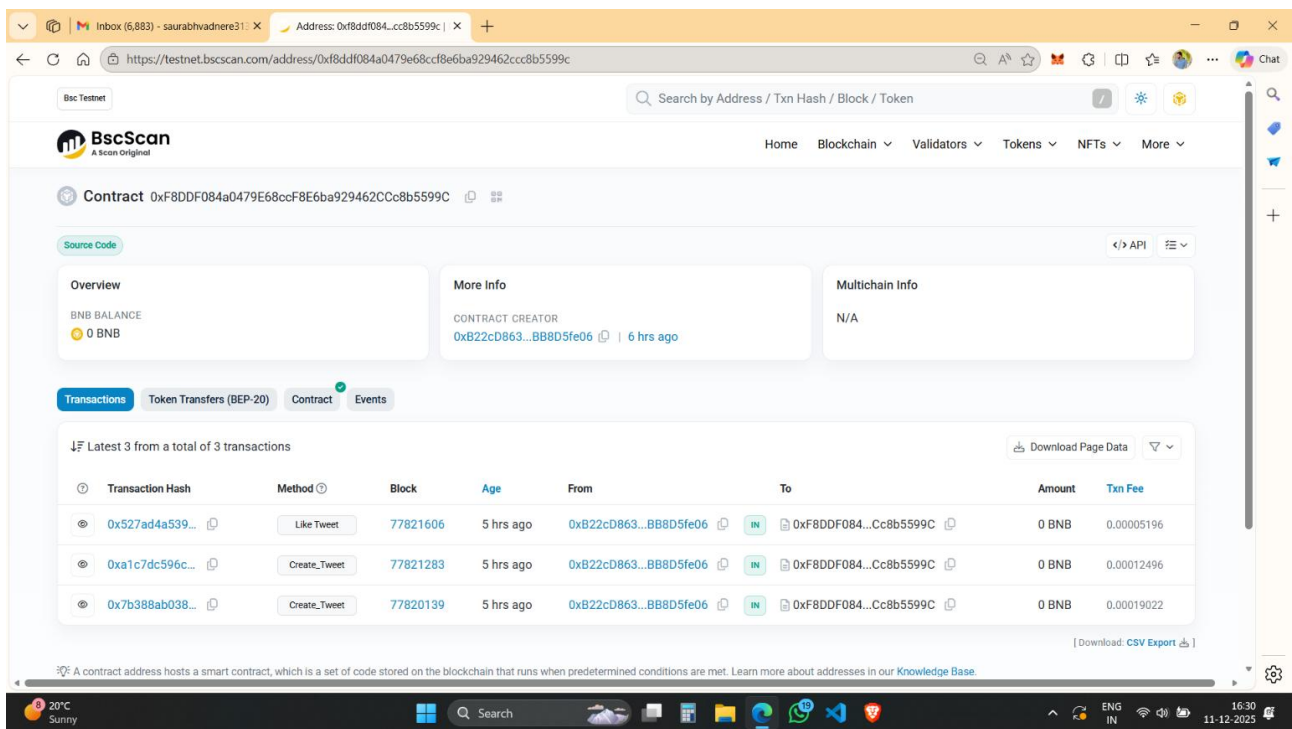 Inbox (6,883) - saurabhvadnere313
Address: 0xf8ddf084...cc8b5599c |
https://testnet.bscscan.com/address/0xf8ddf084a0479e68ccf8e6ba929462ccc8b5599c
Chat
Bsc Testnet
Search by Address / Txn Hash / Block / Token
/
BscScan
A Scan Original
Home Blockchain Validators Tokens NFTs More
Contract 0xF8DDF084a0479E68ccF8E6ba929462CCc8b5599C
Source Code
</> API
Overview
BNB BALANCE
0 BNB
More Info
CONTRACT CREATOR
0xB22cD863...BB8D5fe06 | 6 hrs ago
Multichain Info
N/A
Transactions Token Transfers (BEP-20) Contract Events
Latest 3 from a total of 3 transactions
Download Page Data
Transaction Hash Method Block Age From To Amount Txn Fee
0x527ad4a539... Like Tweet 77821606 5 hrs ago 0xB22cD863...BB8D5fe06 IN 0xF8DDF084...Cc8b5599C 0 BNB 0.00005196
0xa1c7dc596c... Create_Tweet 77821283 5 hrs ago 0xB22cD863...BB8D5fe06 IN 0xF8DDF084...Cc8b5599C 0 BNB 0.00012496
0x7b388ab038... Create_Tweet 77820139 5 hrs ago 0xB22cD863...BB8D5fe06 IN 0xF8DDF084...Cc8b5599C 0 BNB 0.00019022
[ Download: CSV Export ]
A contract address hosts a smart contract, which is a set of code stored on the blockchain that runs when predetermined conditions are met. Learn more about addresses in our Knowledge Base.
8
20°C
Sunny
Search
19
ENG
IN
16:30
11-12-2025